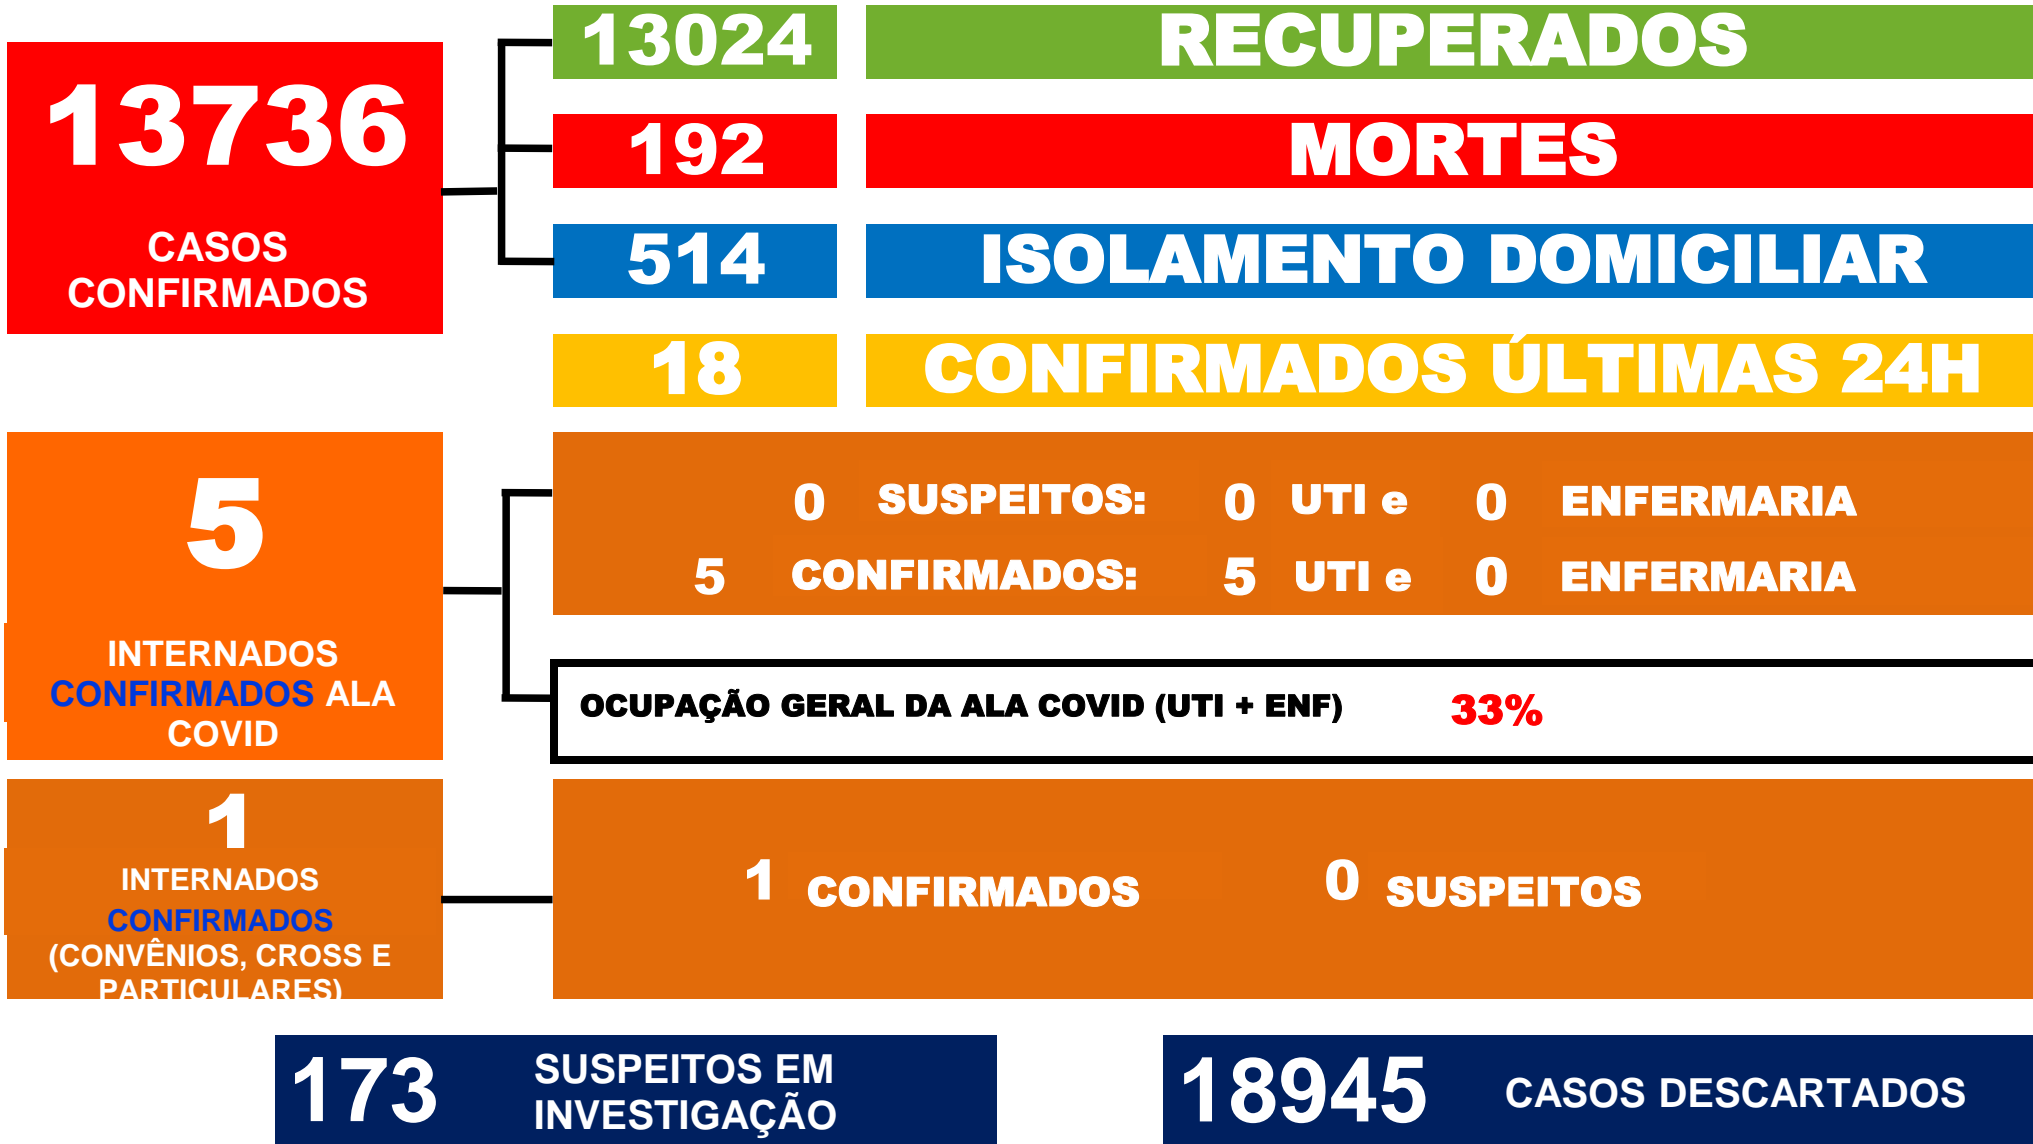 13024 RECUPERADOS
13736
CASOS
CONFIRMADOS
192 MORTES
514 ISOLAMENTO DOMICILIAR
18 CONFIRMADOS ÚLTIMAS 24H
5
INTERNADOS
CONFIRMADOS ALA
COVID
0 SUSPEITOS: 0 UTI e 0 ENFERMARIA
5 CONFIRMADOS: 5 UTI e 0 ENFERMARIA
OCUPAÇÃO GERAL DA ALA COVID (UTI + ENF) 33%
1
INTERNADOS
CONFIRMADOS
(CONVÊNIOS, CROSS E
PARTICULARES)
1 CONFIRMADOS 0 SUSPEITOS
173 SUSPEITOS EM
INVESTIGAÇÃO
18945 CASOS DESCARTADOS